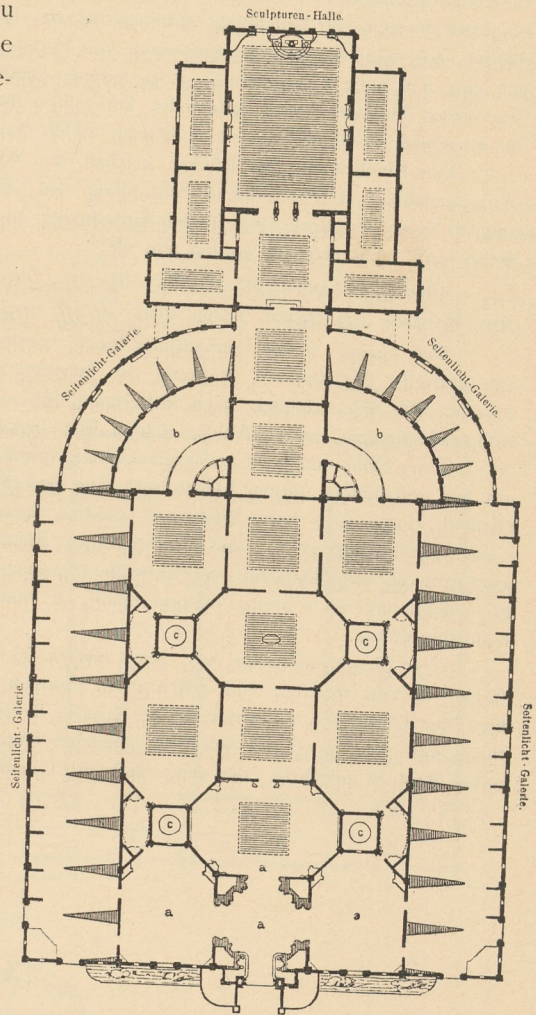 u
Sculpturen-Halle.
e
e-
Seitenlicht-Galerie.
Seitenlicht-Galerie.
b
b
C
C
Seitenlicht-Galerie.
Seitenlicht-Galerie.
C
C
a
a
a
a